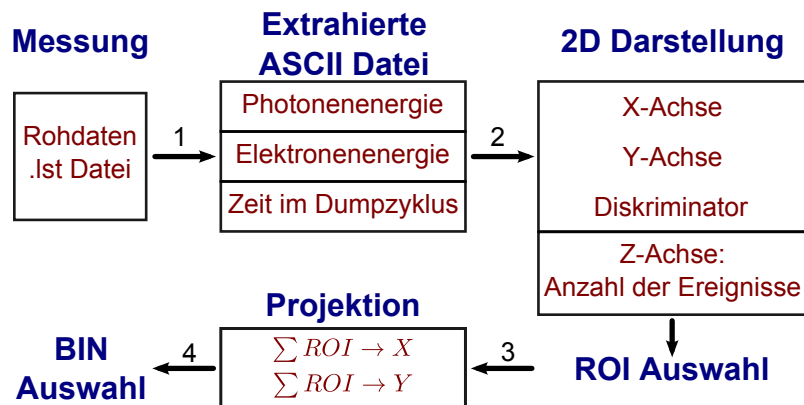 Messung
Extrahierte
ASCII Datei
2D Darstellung
Rohdaten
.lst Datei
1
Photonenenergie
Elektronenenergie
Zeit im Dumpzyklus
2
X-Achse
Y-Achse
Diskriminator
Z-Achse:
Anzahl der Ereignisse
ROI Auswahl
3
Projektion
∑ ROI → X
∑ ROI → Y
4
BIN
Auswahl